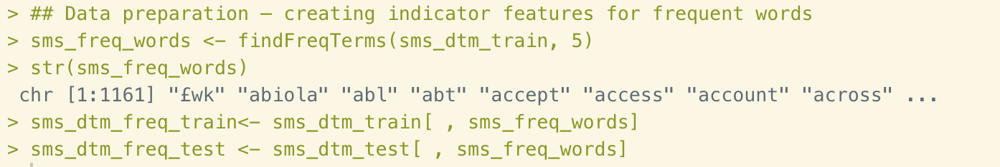 > ## Data preparation – creating indicator features for frequent words
> sms_freq_words <- findFreqTerms(sms_dtm_train, 5)
> str(sms_freq_words)
 chr [1:1161] "£wk" "abiola" "abl" "abt" "accept" "access" "account" "across" ...
> sms_dtm_freq_train<- sms_dtm_train[ , sms_freq_words]
> sms_dtm_freq_test <- sms_dtm_test[ , sms_freq_words]